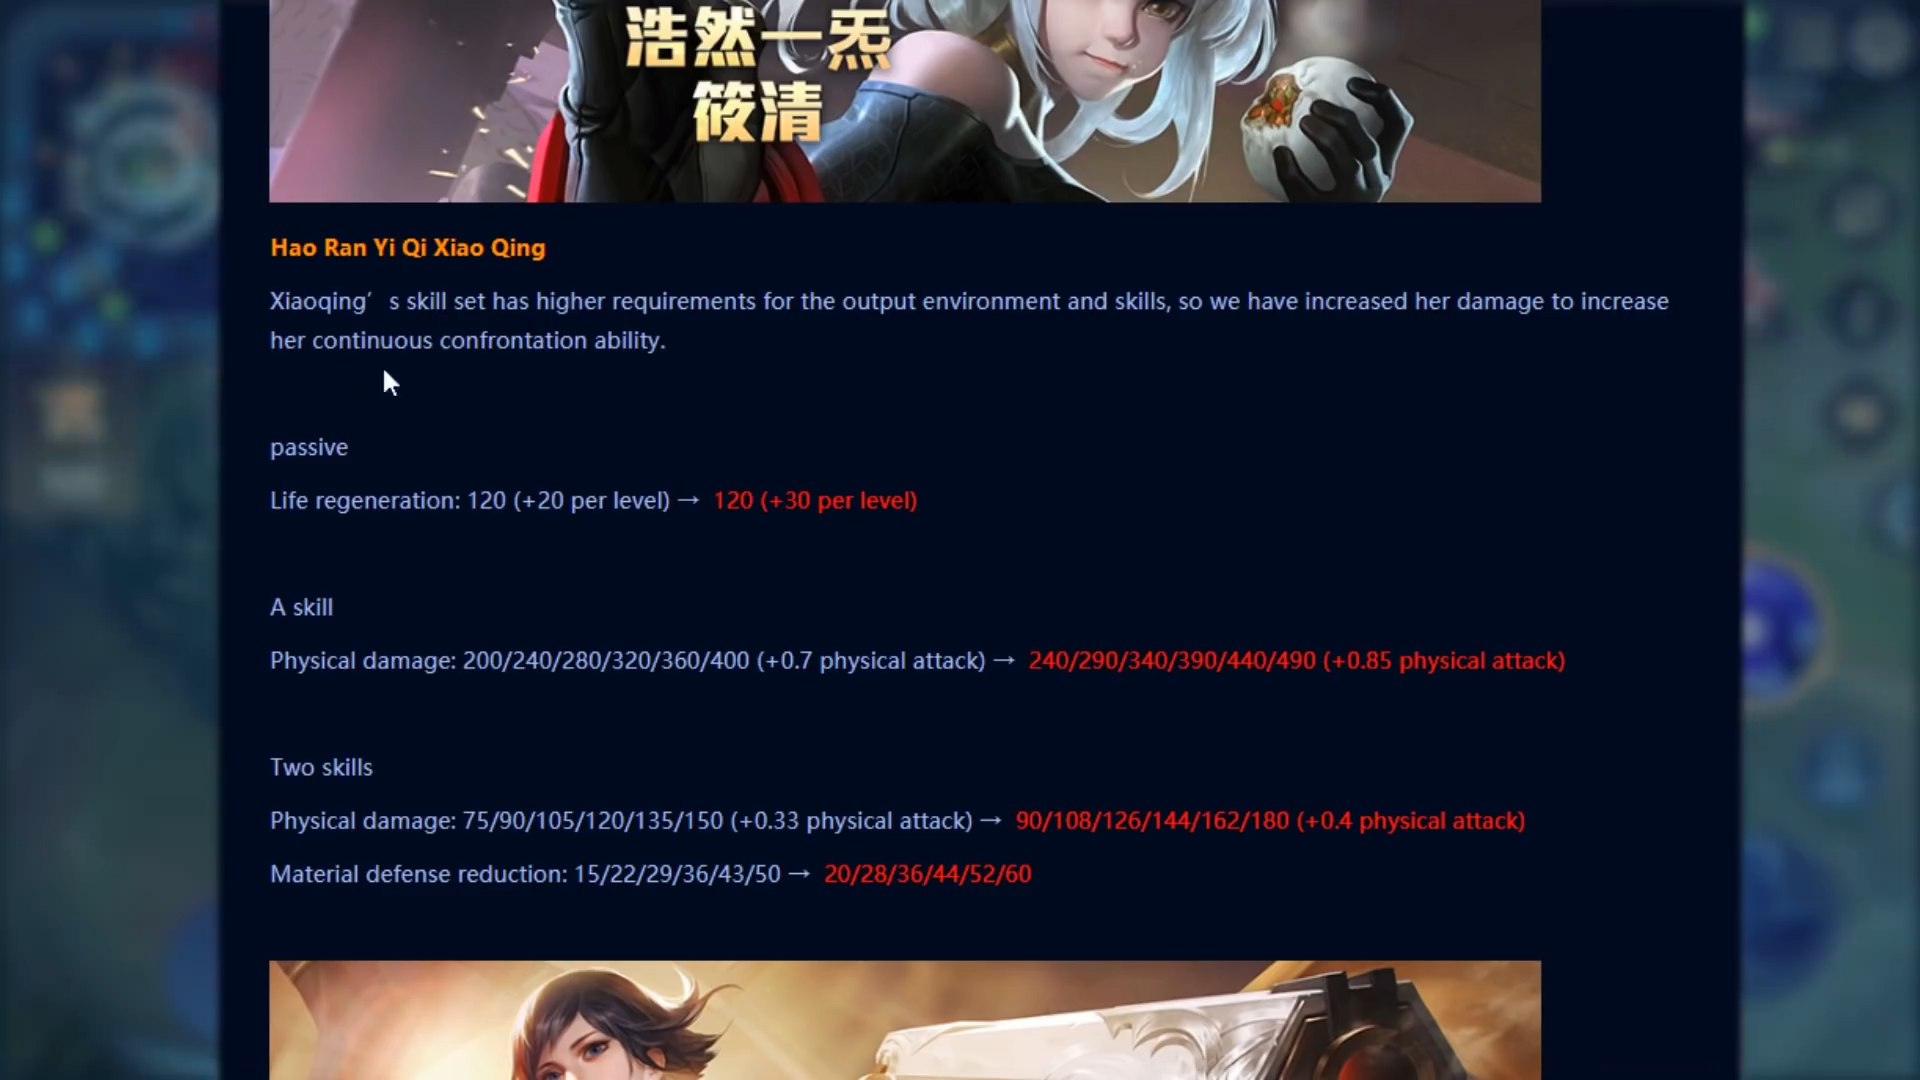 浩然一炁
筱清
Hao Ran Yi Qi Xiao Qing
Xiaoqing’ s skill set has higher requirements for the output environment and skills, so we have increased her damage to increase
her continuous confrontation ability.
passive
Life regeneration: 120 (+20 per level) → 120 (+30 per level)
A skill
Physical damage: 200/240/280/320/360/400 (+0.7 physical attack) → 240/290/340/390/440/490 (+0.85 physical attack)
Two skills
Physical damage: 75/90/105/120/135/150 (+0.33 physical attack) → 90/108/126/144/162/180 (+0.4 physical attack)
Material defense reduction: 15/22/29/36/43/50 → 20/28/36/44/52/60